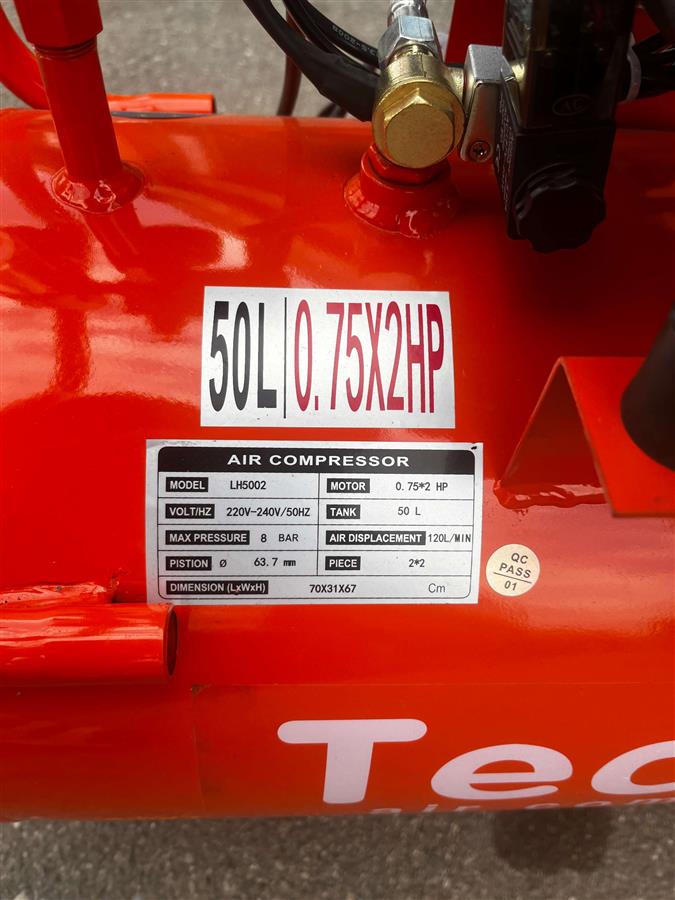 50L 0.75X2HP
AIR COMPRESSOR
MODEL LH5002 MOTOR 0.75*2 HP
VOLT/HZ 220V-240V/50HZ TANK 50 L
MAX PRESSURE 8 BAR AIR DISPLACEMENT 120L/MIN
PISTION Ø 63.7 mm PIECE 2*2
DIMENSION (LxWxH) 70X31X67 Cm
QC
PASS
01
Tec
AC